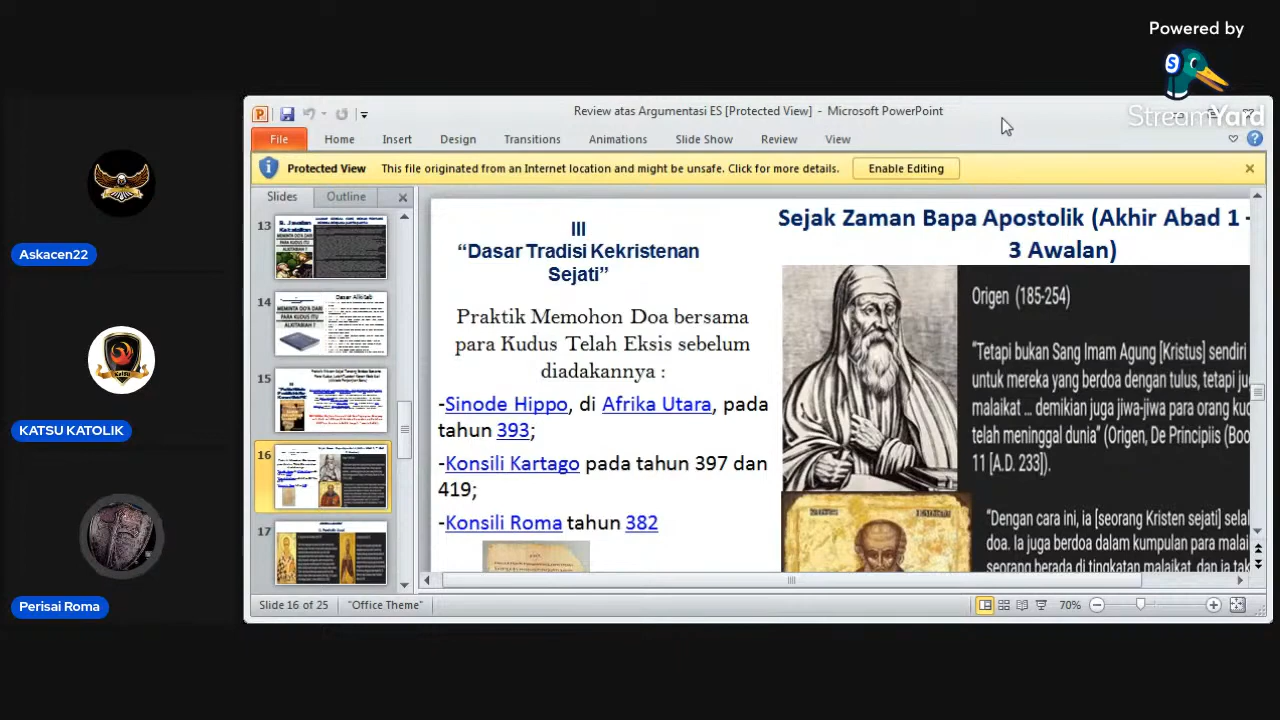 Powered by
StreamYard
Review atas Argumentasi ES [Protected View] - Microsoft PowerPoint
File Home Insert Design Transitions Animations Slide Show Review View
Protected View This file originated from an Internet location and might be unsafe. Click for more details. Enable Editing
Slides Outline
13
14
15
16
17
III
“Dasar Tradisi Kekristenan
Sejati”
Praktik Memohon Doa bersama
para Kudus Telah Eksis sebelum
diadakannya :
-Sinode Hippo, di Afrika Utara, pada
tahun 393;
-Konsili Kartago pada tahun 397 dan
419;
-Konsili Roma tahun 382
Sejak Zaman Bapa Apostolik (Akhir Abad 1 -
3 Awalan)
Origen (185-254)
“Tetapi bukan Sang Imam Agung [Kristus] sendiri
untuk mereka yang berdoa dengan tulus, tetapi ju
malaikat ... demikian juga jiwa-jiwa para orang kud
telah meninggal dunia” (Origen, De Principiis (Boo
11 [A.D. 233]).
“Dengan cara ini, ia [seorang Kristen sejati] selal
doa. Ia juga berdoa dalam kumpulan para malai
seorang berada di tingkatan malaikat, dan ia tak
Slide 16 of 25 "Office Theme" 70%
Askacen22
KATSU KATOLIK
Perisai Roma